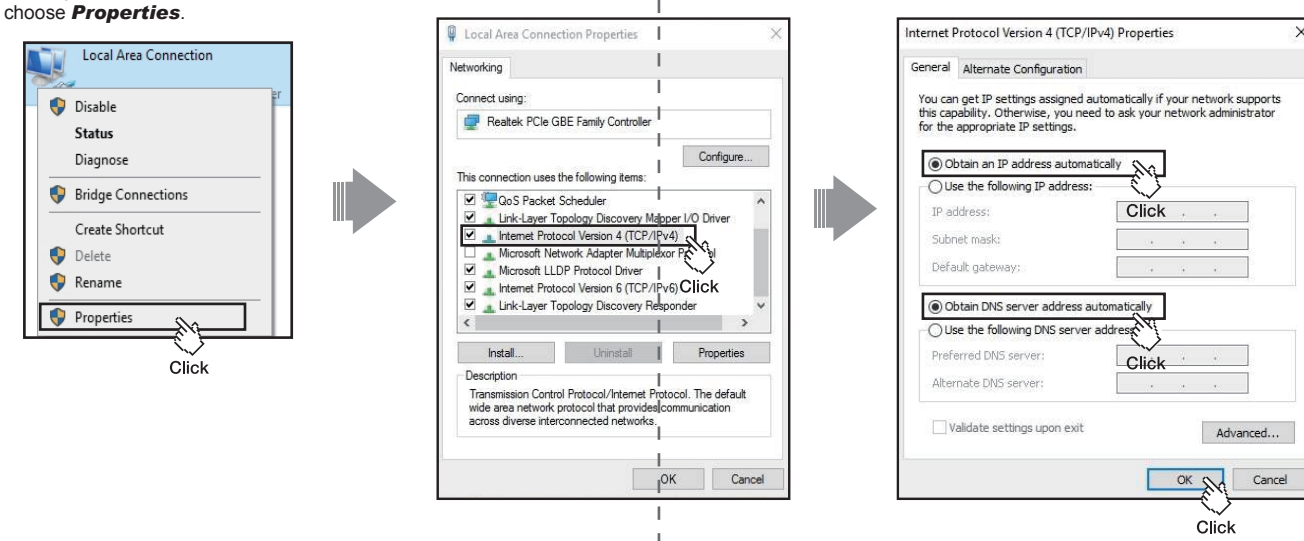 choose Properties.
Local Area Connection
er
Disable
Status
Diagnose
Bridge Connections
Create Shortcut
Delete
Rename
Properties
Click
Local Area Connection Properties
Networking
Connect using:
Realtek PCIe GBE Family Controller
Configure...
This connection uses the following items:
QoS Packet Scheduler
Link-Layer Topology Discovery Mapper I/O Driver
Internet Protocol Version 4 (TCP/IPv4)
Microsoft Network Adapter Multiplexor
Microsoft LLDP Protocol Driver
Internet Protocol Version 6 (TCP/IPv6)
Click
Link-Layer Topology Discovery Responder
Install...
Uninstall
Properties
Description
Transmission Control Protocol/Internet Protocol. The default
wide area network protocol that provides communication
across diverse interconnected networks.
OK
Cancel
Internet Protocol Version 4 (TCP/IPv4) Properties
General
Alternate Configuration
You can get IP settings assigned automatically if your network supports
this capability. Otherwise, you need to ask your network administrator
for the appropriate IP settings.
Obtain an IP address automatically
Use the following IP address:
IP address:
Click
Subnet mask:
Default gateway:
Obtain DNS server address automatically
Use the following DNS server
Preferred DNS server:
Click
Alternate DNS server:
Validate settings upon exit
Advanced...
OK
Cancel
Click